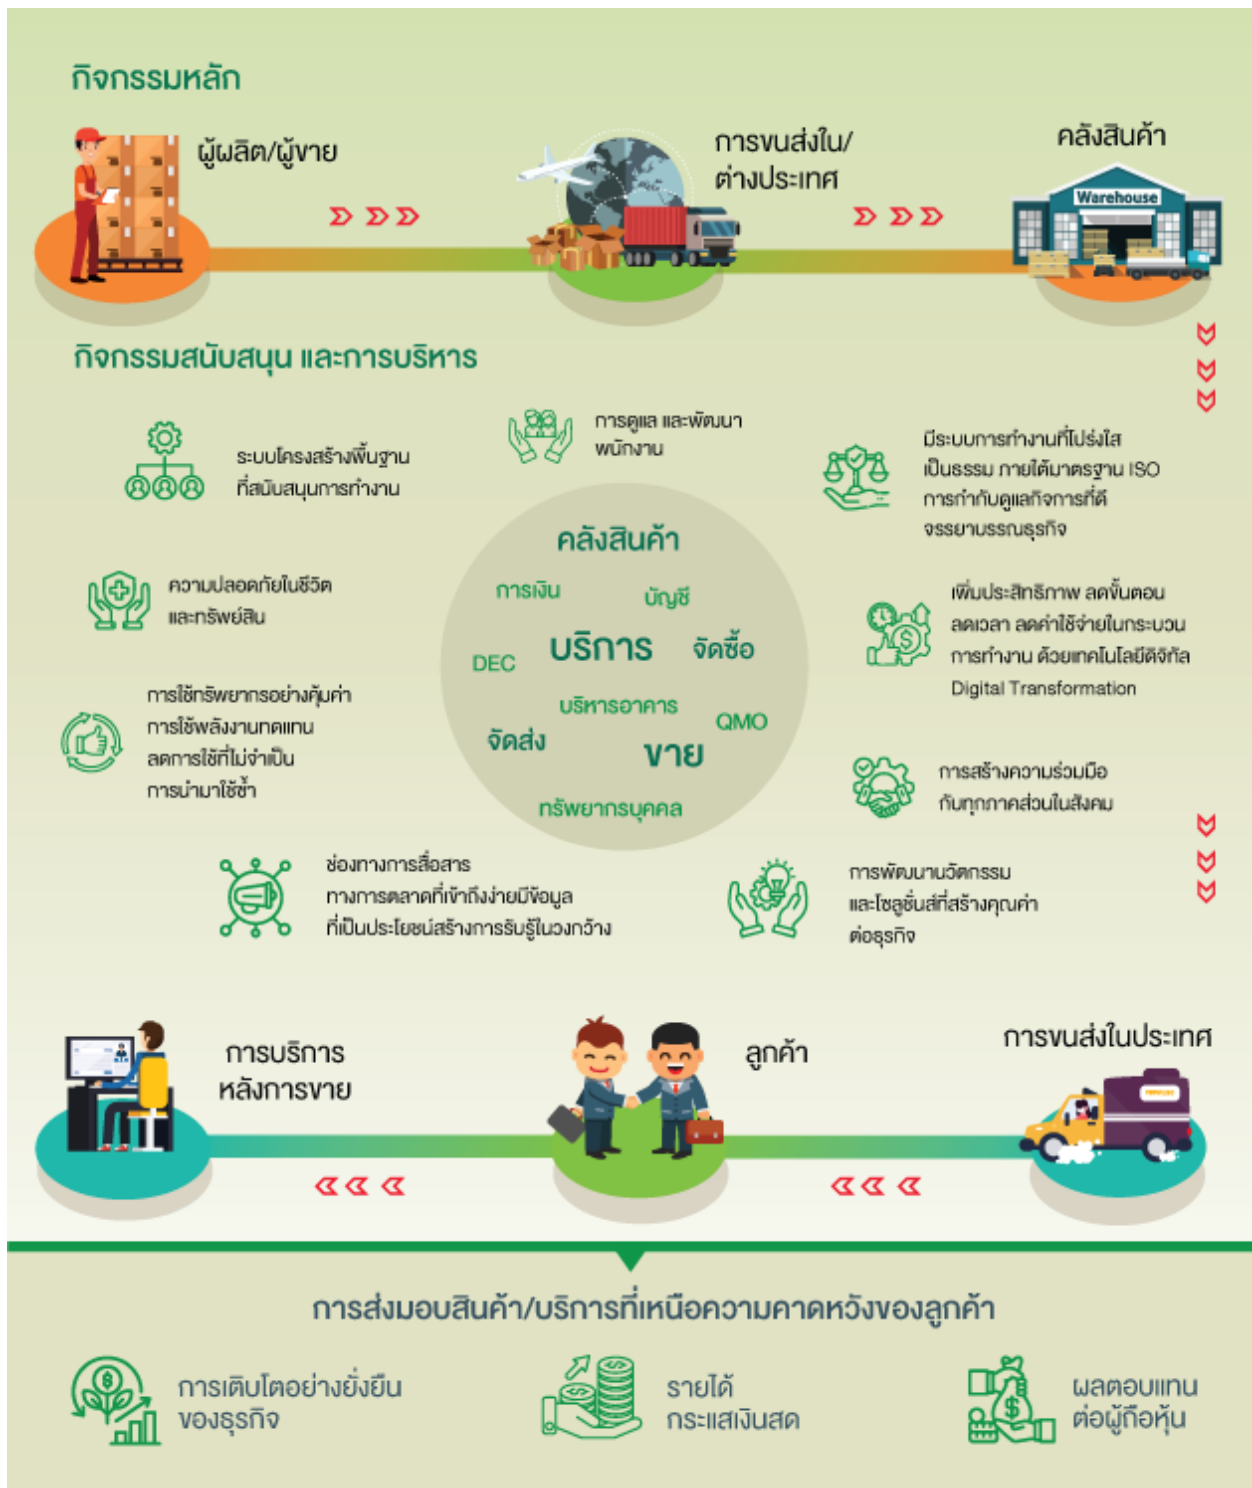 กิจกรรมหลัก
ผู้ผลิต/ผู้ขาย
การขนส่งใน/
ต่างประเทศ
คลังสินค้า
Warehouse
กิจกรรมสนับสนุน และการบริหาร
ระบบโครงสร้างพื้นฐาน
ที่สนับสนุนการทำงาน
การดูแล และพัฒนา
พนักงาน
มีระบบการทำงานที่โปร่งใส
เป็นธรรม ภายใต้มาตรฐาน ISO
การกำกับดูแลกิจการที่ดี
จรรยาบรรณธุรกิจ
ความปลอดภัยในชีวิต
และทรัพย์สิน
เพิ่มประสิทธิภาพ ลดขั้นตอน
ลดเวลา ลดค่าใช้จ่ายในกระบวน
การทำงาน ด้วยเทคโนโลยีดิจิทัล
Digital Transformation
การใช้ทรัพยากรอย่างคุ้มค่า
การใช้พลังงานทดแทน
ลดการใช้ที่ไม่จำเป็น
การนำมาใช้ซ้ำ
คลังสินค้า
การเงิน
บัญชี
บริการ
จัดซื้อ
DEC
บริหารอาคาร
QMO
จัดส่ง
ขาย
ทรัพยากรบุคคล
การสร้างความร่วมมือ
กับทุกภาคส่วนในสังคม
ช่องทางการสื่อสาร
ทางการตลาดที่เข้าถึงง่ายมีข้อมูล
ที่เป็นประโยชน์สร้างการรับรู้ในวงกว้าง
การพัฒนานวัตกรรม
และโซลูชั่นส์ที่สร้างคุณค่า
ต่อธุรกิจ
การบริการ
หลังการขาย
ลูกค้า
การขนส่งในประเทศ
การส่งมอบสินค้า/บริการที่เหนือความคาดหวังของลูกค้า
การเติบโตอย่างยั่งยืน
ของธุรกิจ
รายได้
กระแสเงินสด
ผลตอบแทน
ต่อผู้ถือหุ้น